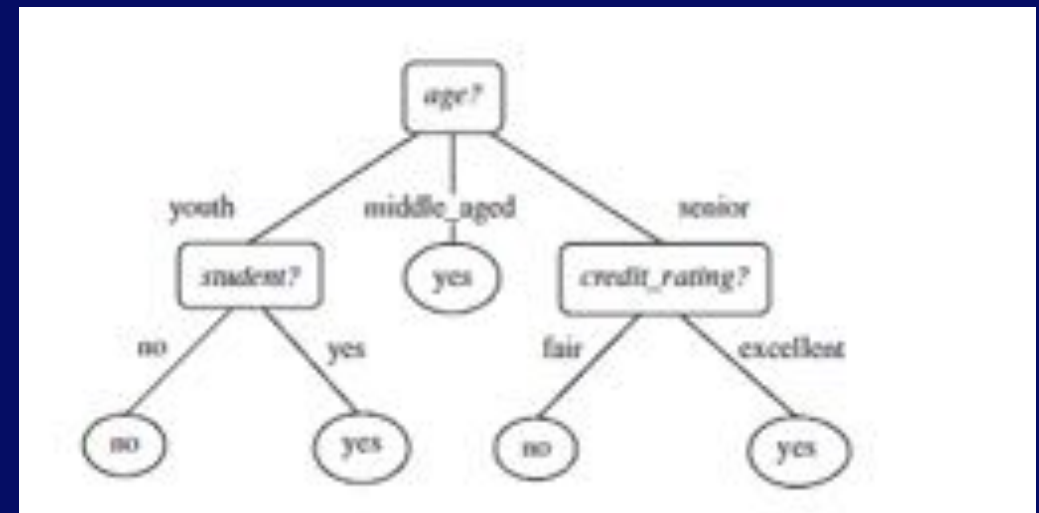 age?
youth middle_aged senior
student? yes credit_rating?
no yes fair excellent
no yes no yes